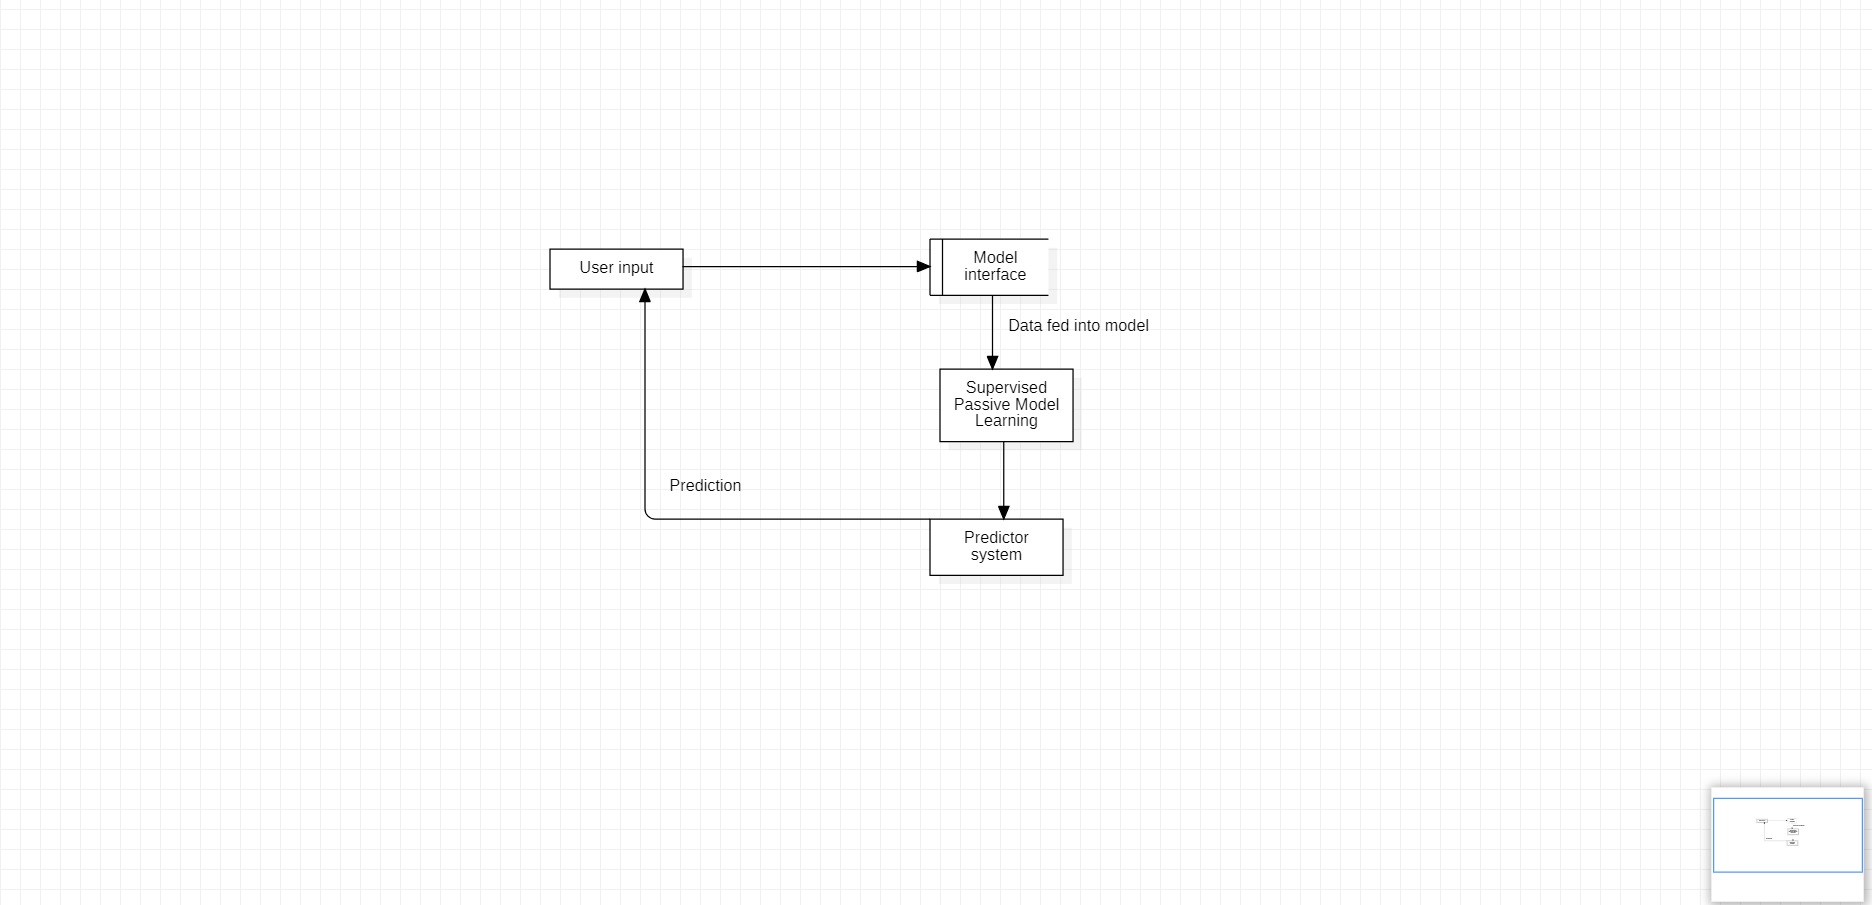 User input
Model
interface
Data fed into model
Supervised
Passive Model
Learning
Prediction
Predictor
system